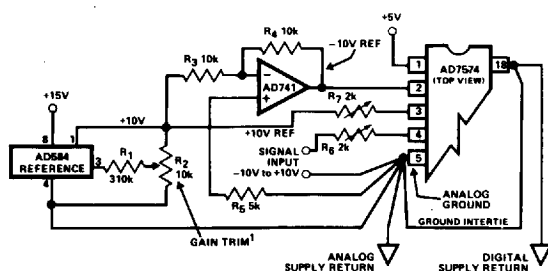 R4 10k
-10V REF
+5V
R3 10k
AD7574
(TOP VIEW)
1
18
+15V
AD741
R7 2k
2
+10V
+10V REF
3
8
1
R6 2k
4
AD584
REFERENCE
3
R1
310k
R2
10k
SIGNAL
INPUT
5
-10V to +10V
ANALOG
GROUND
4
R5 5k
GROUND INTERTIE
GAIN TRIM1
ANALOG
SUPPLY RETURN
DIGITAL
SUPPLY RETURN